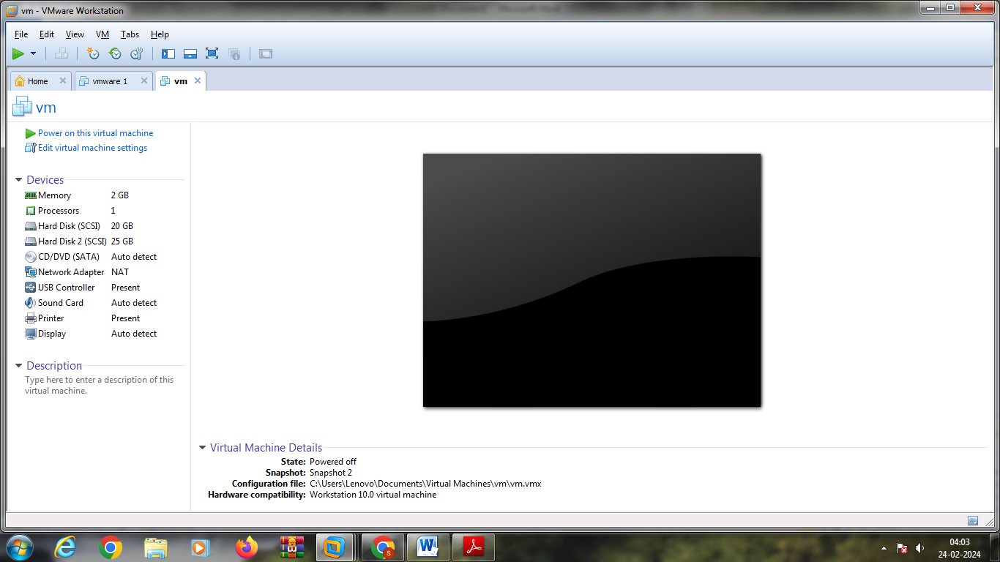 vm - VMware Workstation
File Edit View VM Tabs Help
Home vmware 1 vm
vm
Power on this virtual machine
Edit virtual machine settings
Devices
Memory 2 GB
Processors 1
Hard Disk (SCSI) 20 GB
Hard Disk 2 (SCSI) 25 GB
CD/DVD (SATA) Auto detect
Network Adapter NAT
USB Controller Present
Sound Card Auto detect
Printer Present
Display Auto detect
Description
Type here to enter a description of this
virtual machine.
Virtual Machine Details
State: Powered off
Snapshot: Snapshot 2
Configuration file: C:\Users\Lenovo\Documents\Virtual Machines\vm\vm.vmx
Hardware compatibility: Workstation 10.0 virtual machine
04:03
24-02-2024